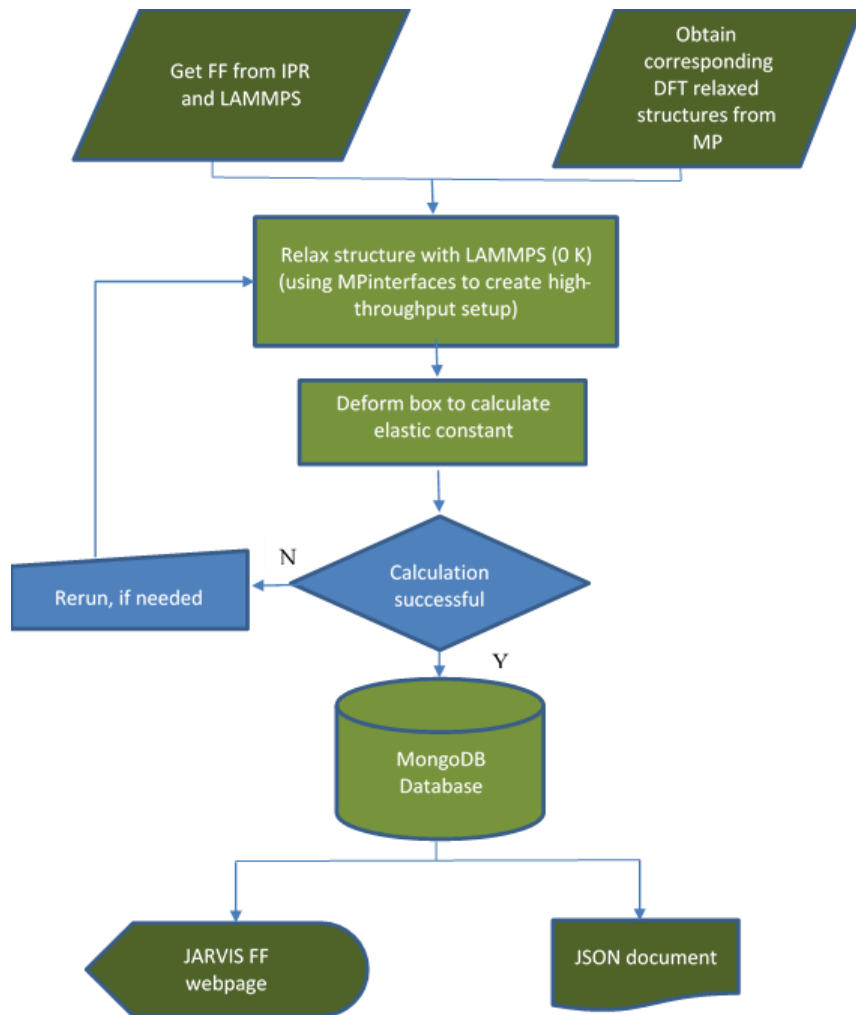 Get FF from IPR
and LAMMPS
Obtain
corresponding
DFT relaxed
structures from
MP
Relax structure with LAMMPS (0 K)
(using MPinterfaces to create high-
throughput setup)
Deform box to calculate
elastic constant
Calculation
successful
N
Rerun, if needed
Y
MongoDB
Database
JARVIS FF
webpage
JSON document